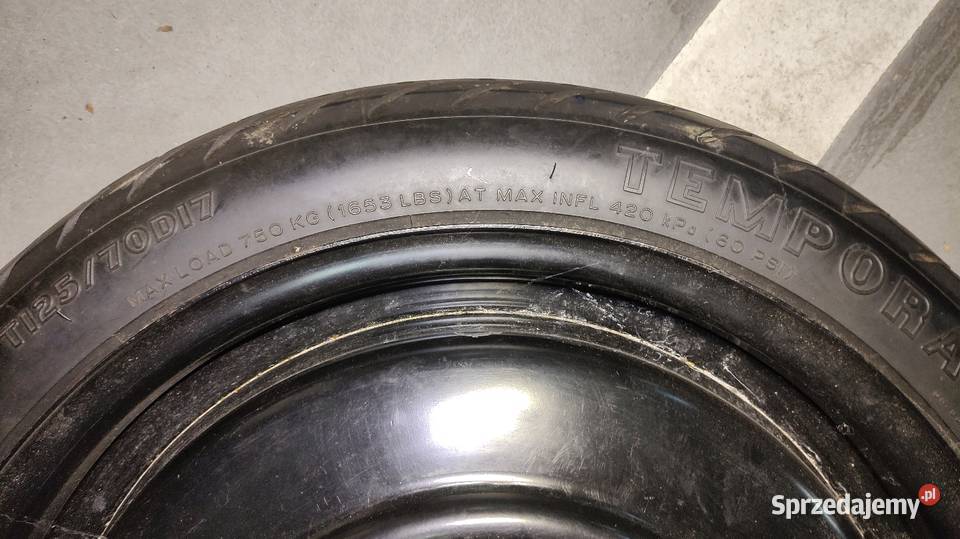 T125/70D17
MAX LOAD 750 KG (1653 LBS) AT MAX INFL 420 kPa (60 PSI)
TEMPORA
Sprzedajemy.pl